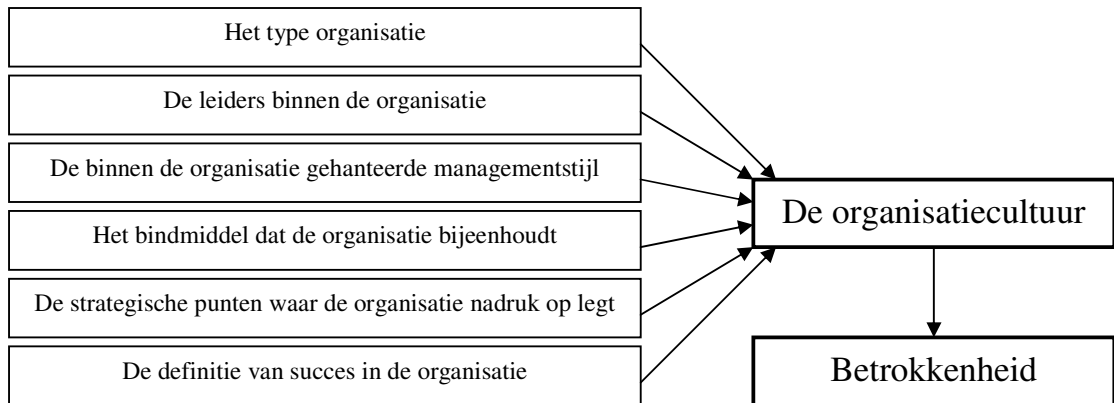 Het type organisatie
De leiders binnen de organisatie
De binnen de organisatie gehanteerde managementstijl
Het bindmiddel dat de organisatie bijeenhoudt
De strategische punten waar de organisatie nadruk op legt
De definitie van succes in de organisatie
De organisatiecultuur
Betrokkenheid